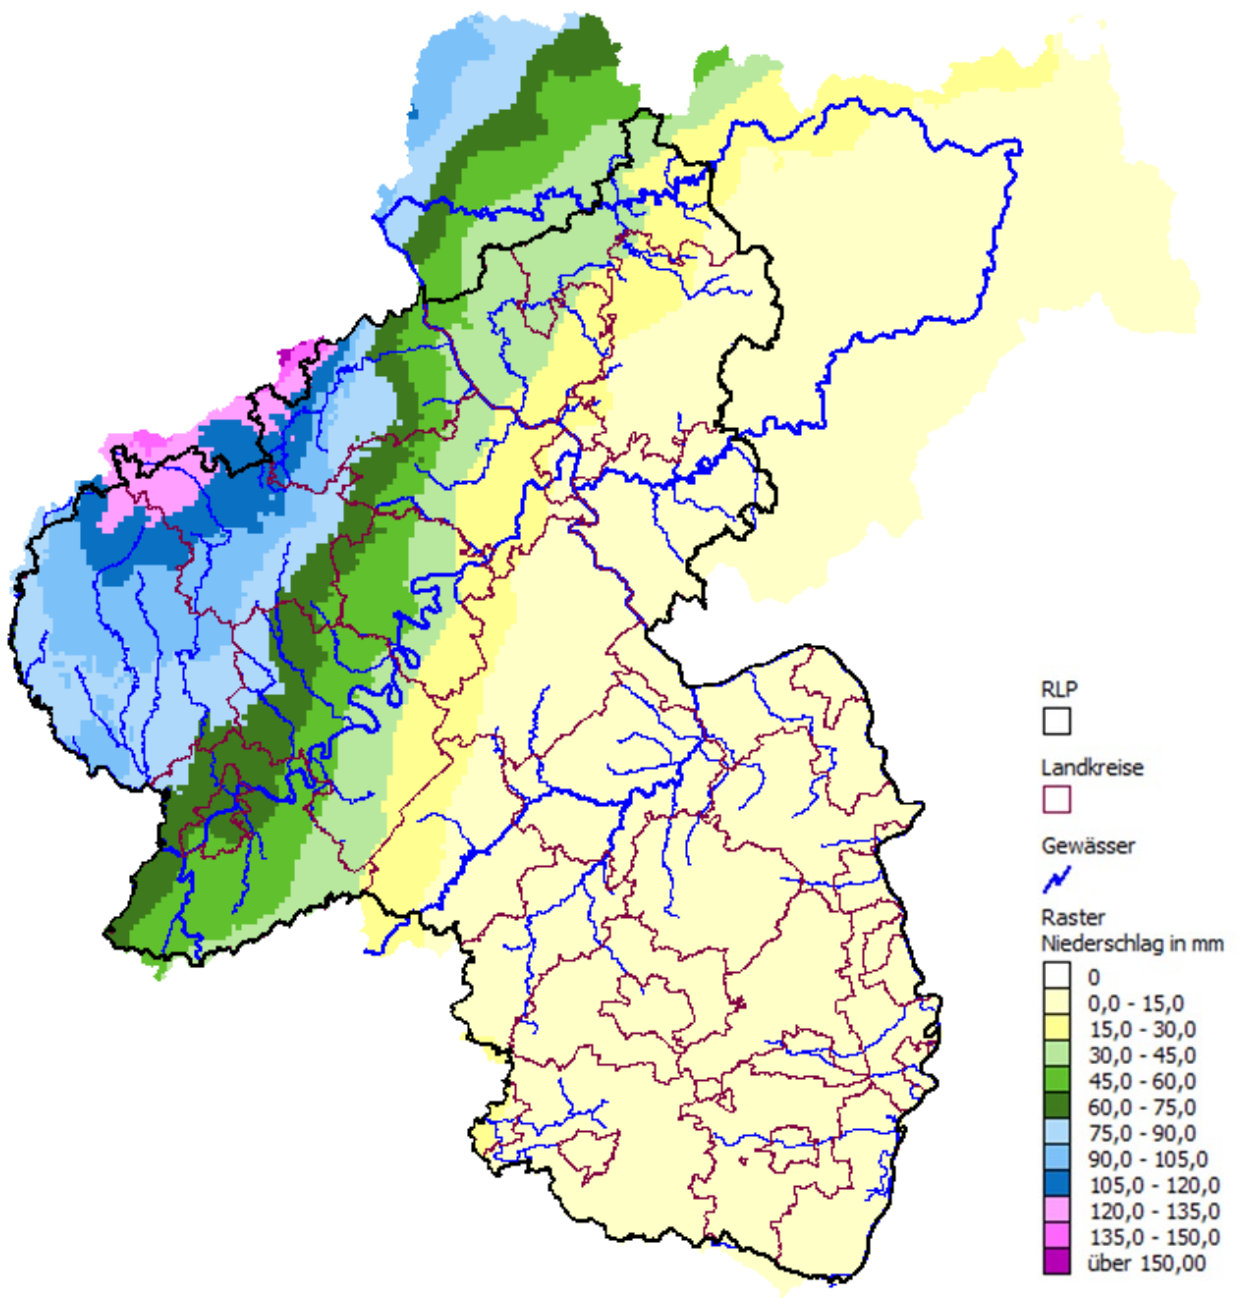 RLP
Landkreise
Gewässer
Raster
Niederschlag in mm
0
0,0 - 15,0
15,0 - 30,0
30,0 - 45,0
45,0 - 60,0
60,0 - 75,0
75,0 - 90,0
90,0 - 105,0
105,0 - 120,0
120,0 - 135,0
135,0 - 150,0
über 150,00